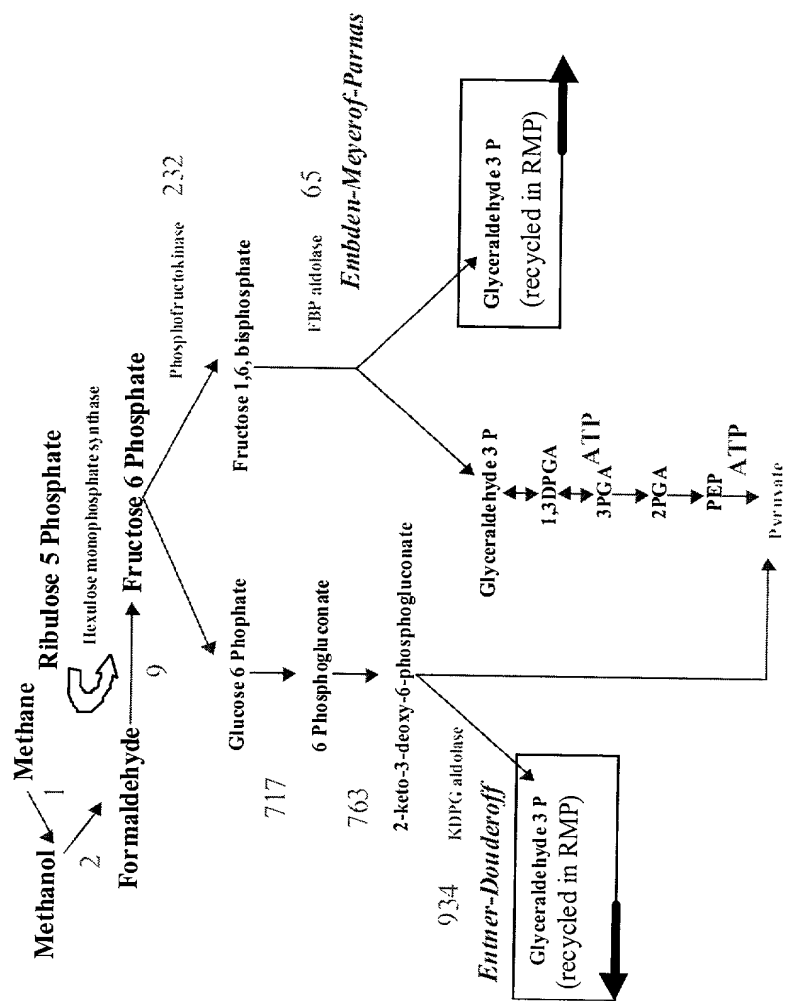 Methane
Methanol
1
2
Ribulose 5 Phosphate
Hexulose monophosphate synthase
Formaldehyde
9
Fructose 6 Phosphate
Phosphofructokinase 232
Glucose 6 Phophate
717
Fructose 1,6, bisphosphate
6 Phosphogluconate
763
FBP aldolase 65
Embden-Meyerof-Parnas
2-keto-3-deoxy-6-phosphogluconate
934 KDPG aldolase
Entner-Douderoff
Glyceraldehyde 3 P
(recycled in RMP)
Glyceraldehyde 3 P
1,3DPGA
ATP
3PGA
2PGA
PEP
ATP
Pyruvate
Glyceraldehyde 3 P
(recycled in RMP)